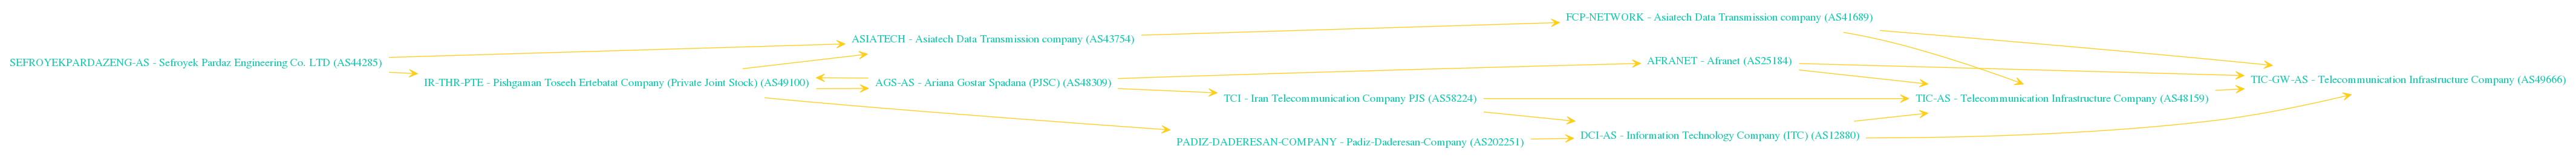 SEFROYEKPARDAZENG-AS - Sefroyek Pardaz Engineering Co. LTD (AS44285)
IR-THR-PTE - Pishgaman Toseeh Ertebatat Company (Private Joint Stock) (AS49100)
ASIATECH - Asiatech Data Transmission company (AS43754)
AGS-AS - Ariana Gostar Spadana (PJSC) (AS48309)
PADIZ-DADERESAN-COMPANY - Padiz-Daderesan-Company (AS202251)
TCI - Iran Telecommunication Company PJS (AS58224)
FCP-NETWORK - Asiatech Data Transmission company (AS41689)
AFRANET - Afranet (AS25184)
DCI-AS - Information Technology Company (ITC) (AS12880)
TIC-AS - Telecommunication Infrastructure Company (AS48159)
TIC-GW-AS - Telecommunication Infrastructure Company (AS49666)